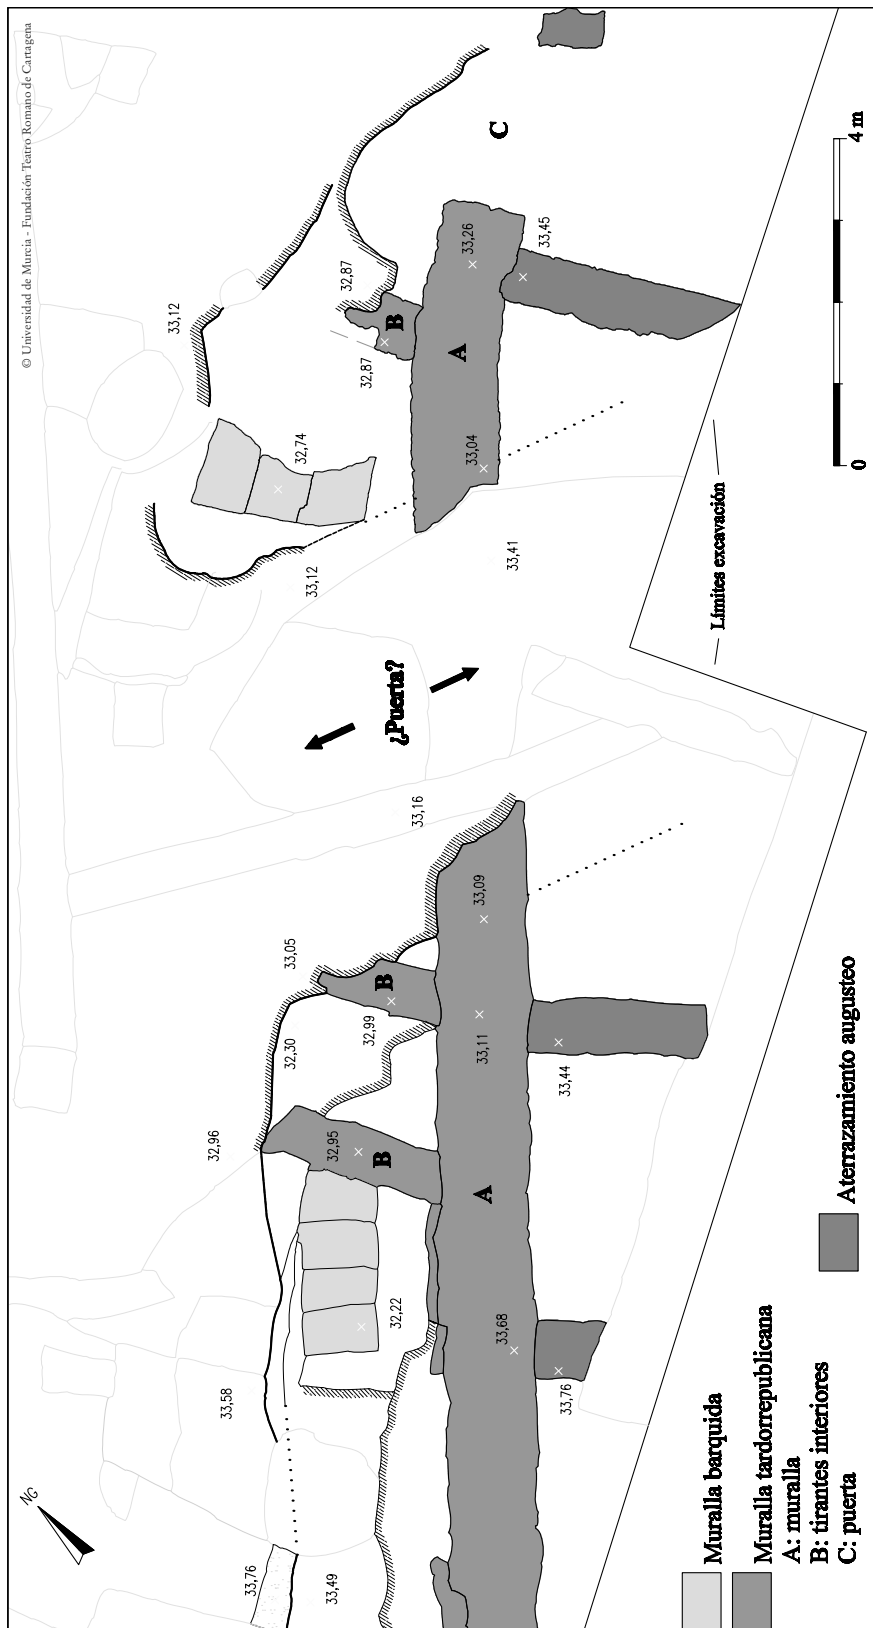 © Universidad de Murcia - Fundación Teatro Romano de Cartagena
NG
33,76
33,49
33,58
32,96
32,22
32,30
33,05
32,95
B
32,99
B
33,68
A
33,11
33,09
33,76
33,44
33,16
¿Puerta?
33,12
33,41
32,74
33,12
32,87
32,87
B
33,04
A
33,26
33,45
C
Límites excavación
0
4 m
Muralla barquida
Muralla tardorrepublicana
A: muralla
B: tirantes interiores
C: puerta
Aterrazamiento augusteo